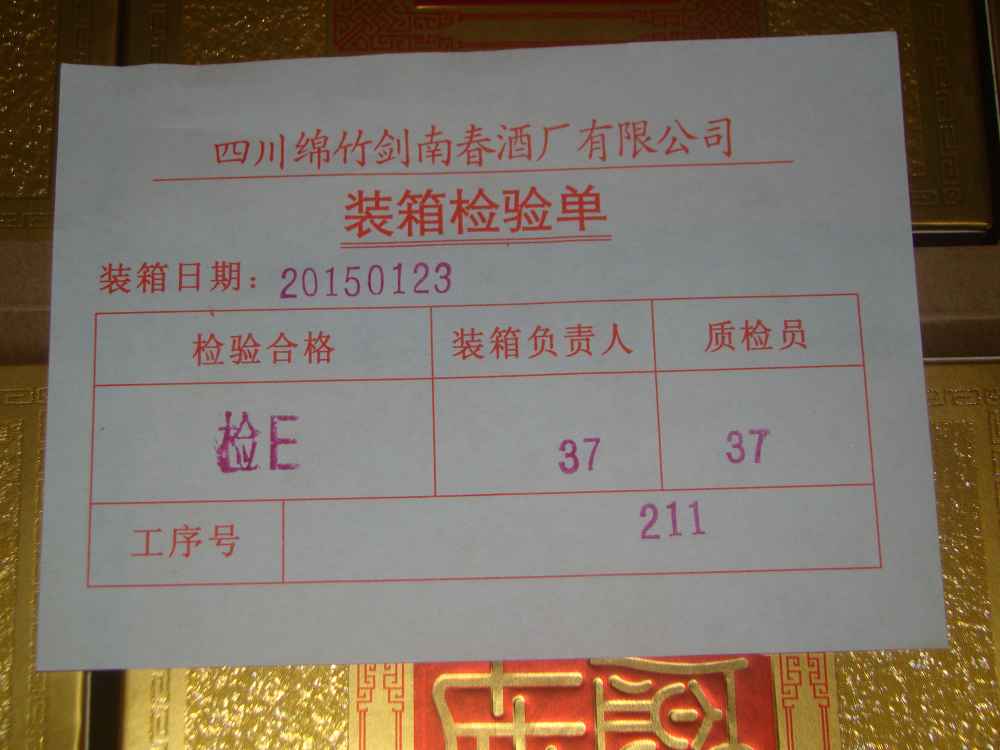 四川绵竹剑南春酒厂有限公司
装箱检验单
装箱日期：20150123
检验合格 装箱负责人 质检员
检E 37 37
工序号 211